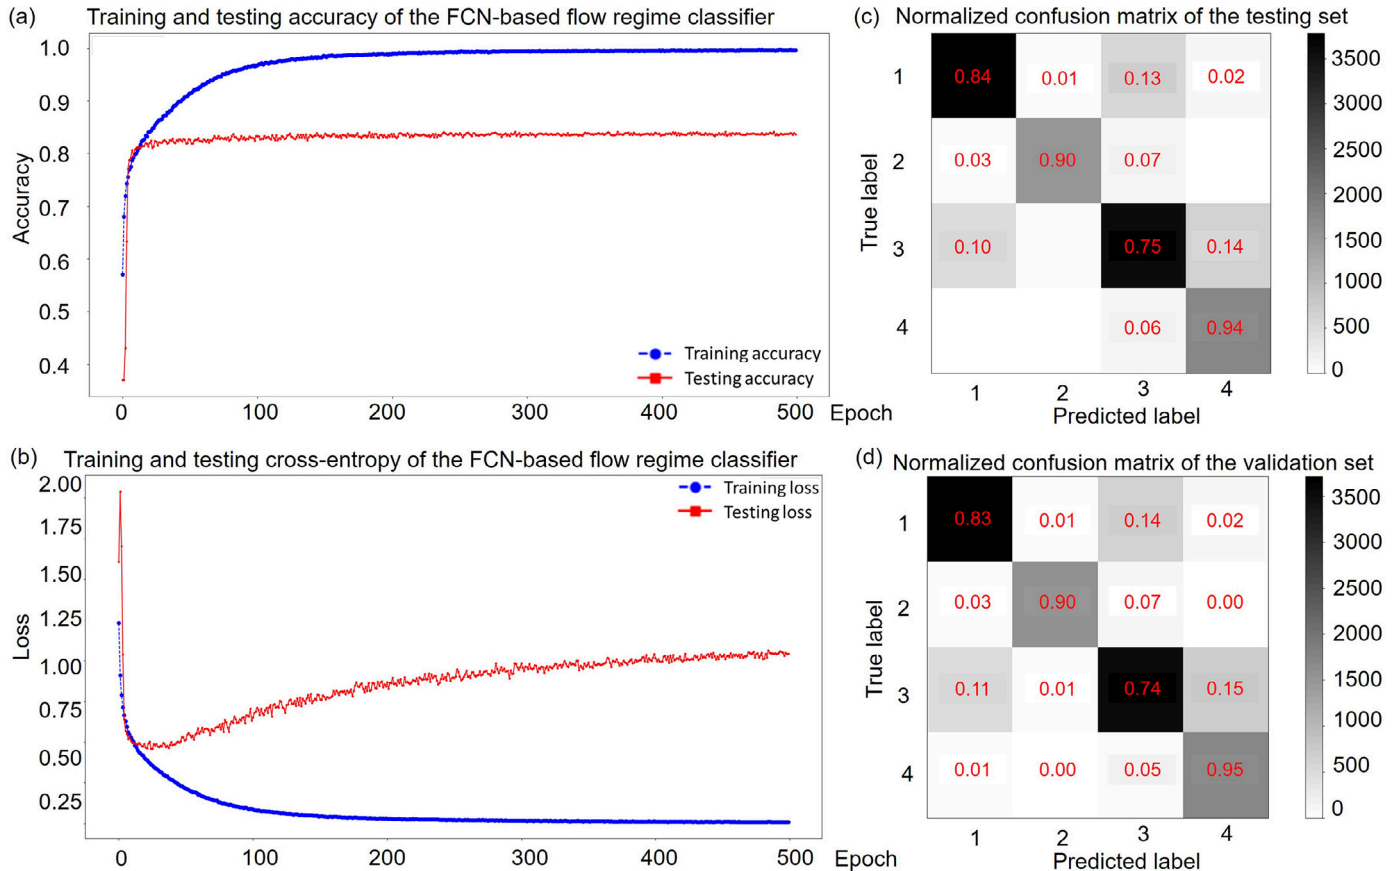 (a) Training and testing accuracy of the FCN-based flow regime classifier
1.0
0.9
0.8
0.7
0.6
0.5
0.4
Accuracy
Training accuracy
Testing accuracy
0 100 200 300 400 500 Epoch
(b) Training and testing cross-entropy of the FCN-based flow regime classifier
2.00
1.75
1.50
1.25
1.00
0.75
0.50
0.25
Loss
Training loss
Testing loss
0 100 200 300 400 500 Epoch
(c) Normalized confusion matrix of the testing set
True label
1 0.84 0.01 0.13 0.02
2 0.03 0.90 0.07
3 0.10 0.75 0.14
4 0.06 0.94
1 2 3 4
Predicted label
3500
3000
2500
2000
1500
1000
500
0
(d) Normalized confusion matrix of the validation set
True label
1 0.83 0.01 0.14 0.02
2 0.03 0.90 0.07 0.00
3 0.11 0.01 0.74 0.15
4 0.01 0.00 0.05 0.95
1 2 3 4
Predicted label
3500
3000
2500
2000
1500
1000
500
0